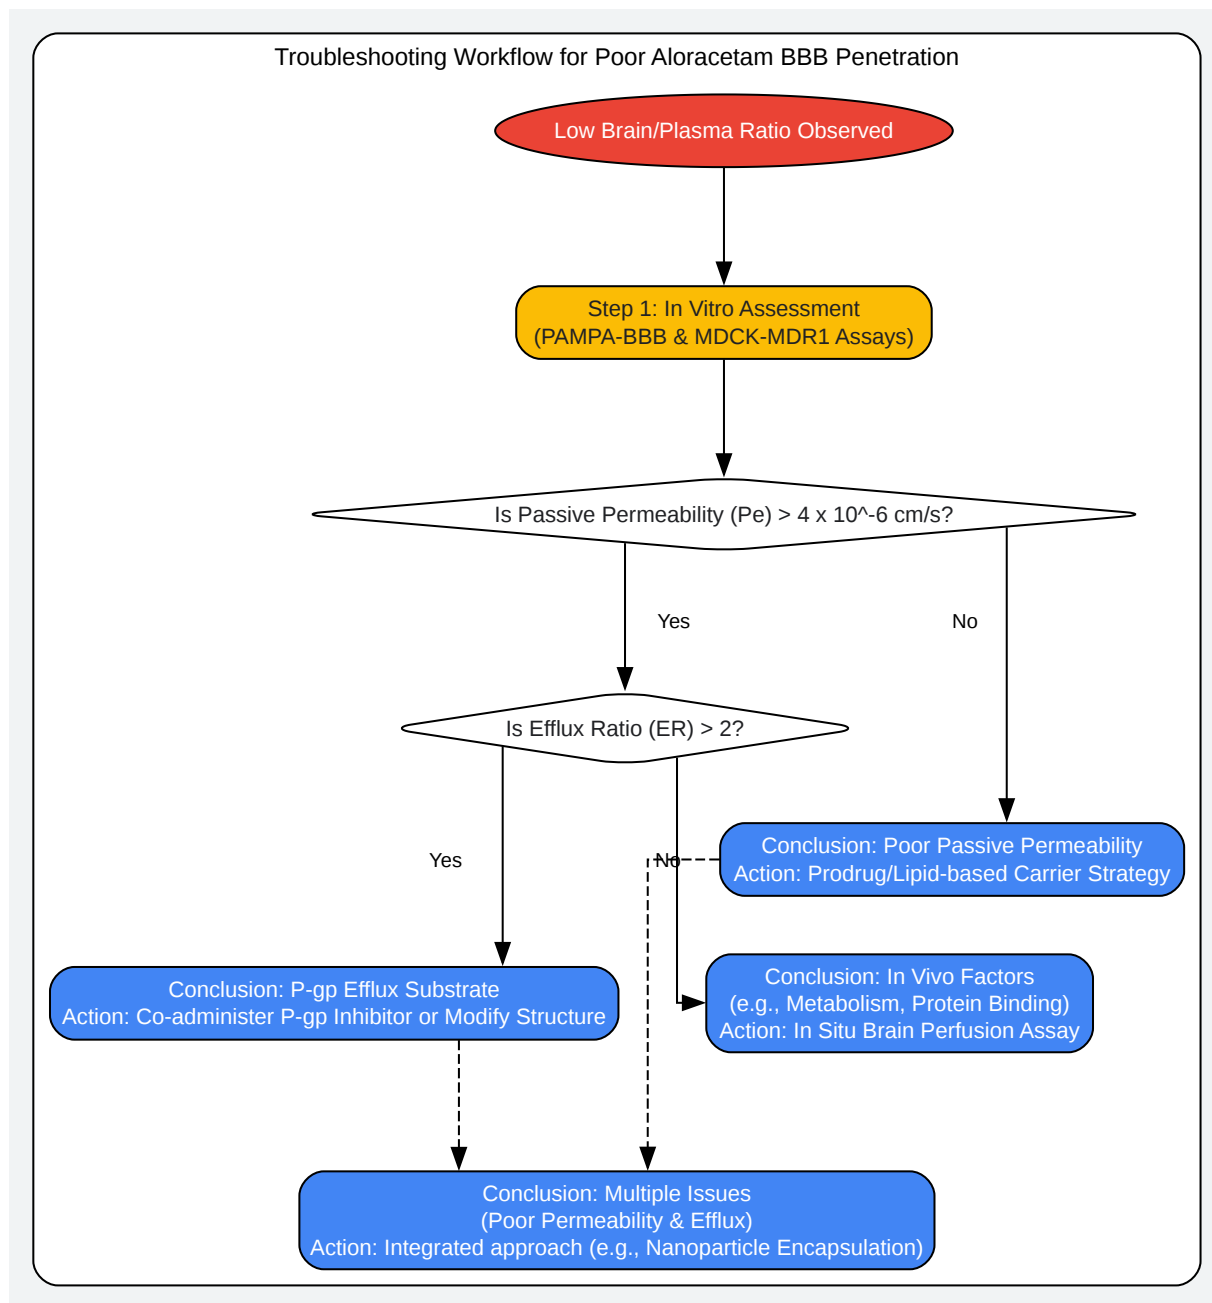 Troubleshooting Workflow for Poor Aloracetam BBB Penetration
Low Brain/Plasma Ratio Observed
Step 1: In Vitro Assessment
(PAMPA-BBB & MDCK-MDR1 Assays)
Is Passive Permeability (Pe) > 4 x 10^-6 cm/s?
Yes
No
Is Efflux Ratio (ER) > 2?
Yes
No
Conclusion: Poor Passive Permeability
Action: Prodrug/Lipid-based Carrier Strategy
Conclusion: P-gp Efflux Substrate
Action: Co-administer P-gp Inhibitor or Modify Structure
Conclusion: In Vivo Factors
(e.g., Metabolism, Protein Binding)
Action: In Situ Brain Perfusion Assay
Conclusion: Multiple Issues
(Poor Permeability & Efflux)
Action: Integrated approach (e.g., Nanoparticle Encapsulation)